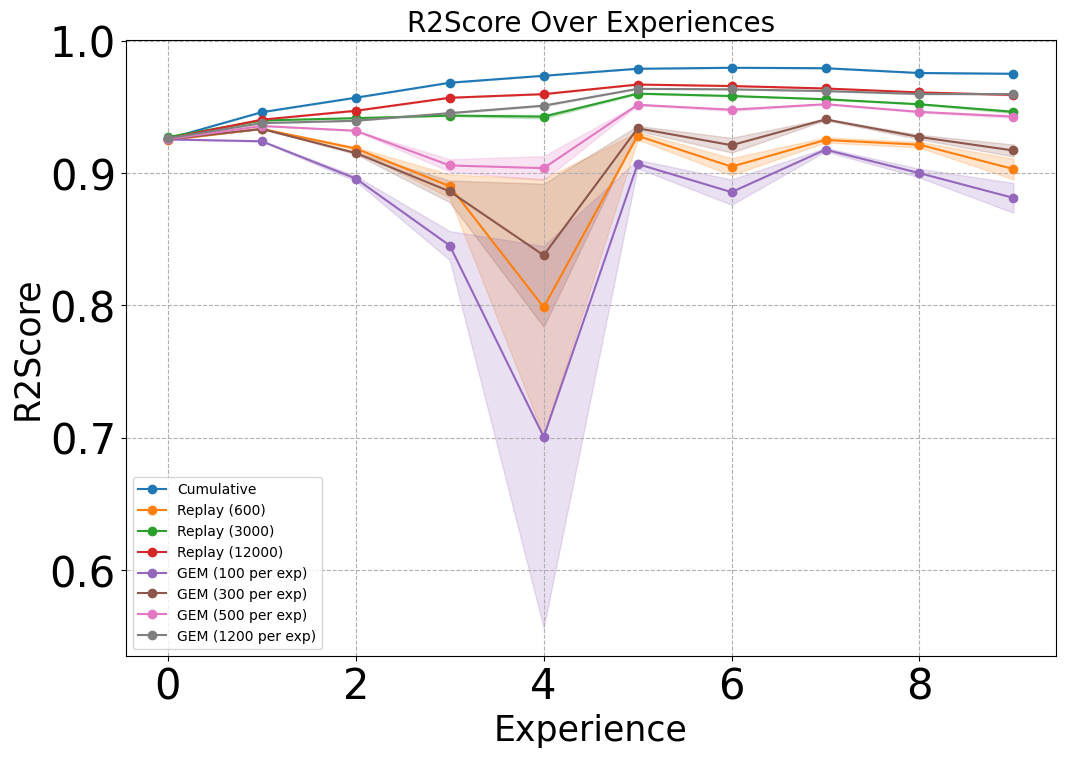 R2Score Over Experiences
R2Score
1.0
0.9
0.8
0.7
0.6
Cumulative
Replay (600)
Replay (3000)
Replay (12000)
GEM (100 per exp)
GEM (300 per exp)
GEM (500 per exp)
GEM (1200 per exp)
0 2 4 6 8
Experience